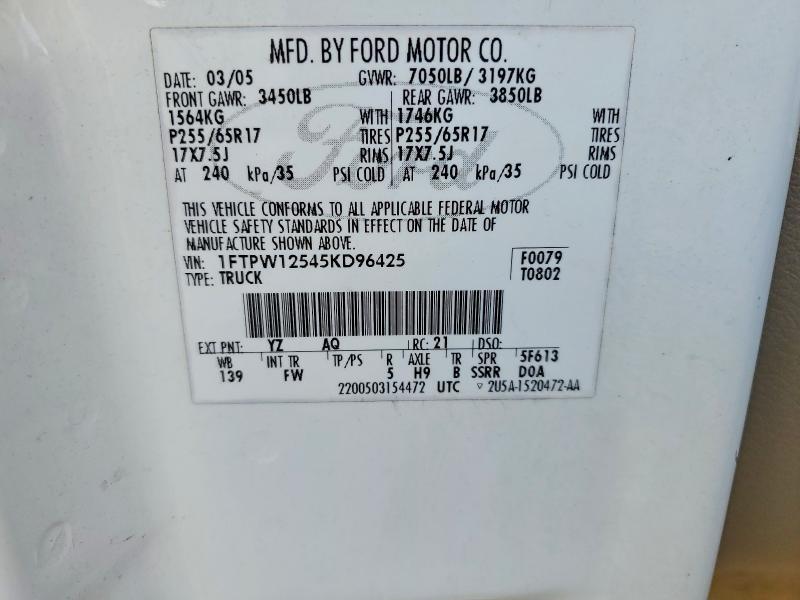 MFD. BY FORD MOTOR CO.
DATE: 03/05 GVWR: 7050LB/ 3197KG
FRONT GAWR: 3450LB REAR GAWR: 3850LB
1564KG WITH 1746KG WITH
P255/65R17 TIRES P255/65R17 TIRES
17X7.5J RIMS 17X7.5J RIMS
AT 240 kPa/35 PSI COLD AT 240 kPa/35 PSI COLD
Ford
THIS VEHICLE CONFORMS TO ALL APPLICABLE FEDERAL MOTOR
VEHICLE SAFETY STANDARDS IN EFFECT ON THE DATE OF
MANUFACTURE SHOWN ABOVE.
VIN: 1FTPW12545KD96425 F0079
TYPE: TRUCK T0802
EXT PNT: YZ AQ RC: 21 DSO:
WB INT TR TP/PS R AXLE TR SPR 5F613
139 FW 5 H9 B SSRR DOA
2200503154472 UTC ▽ 2U5A-1520472-AA